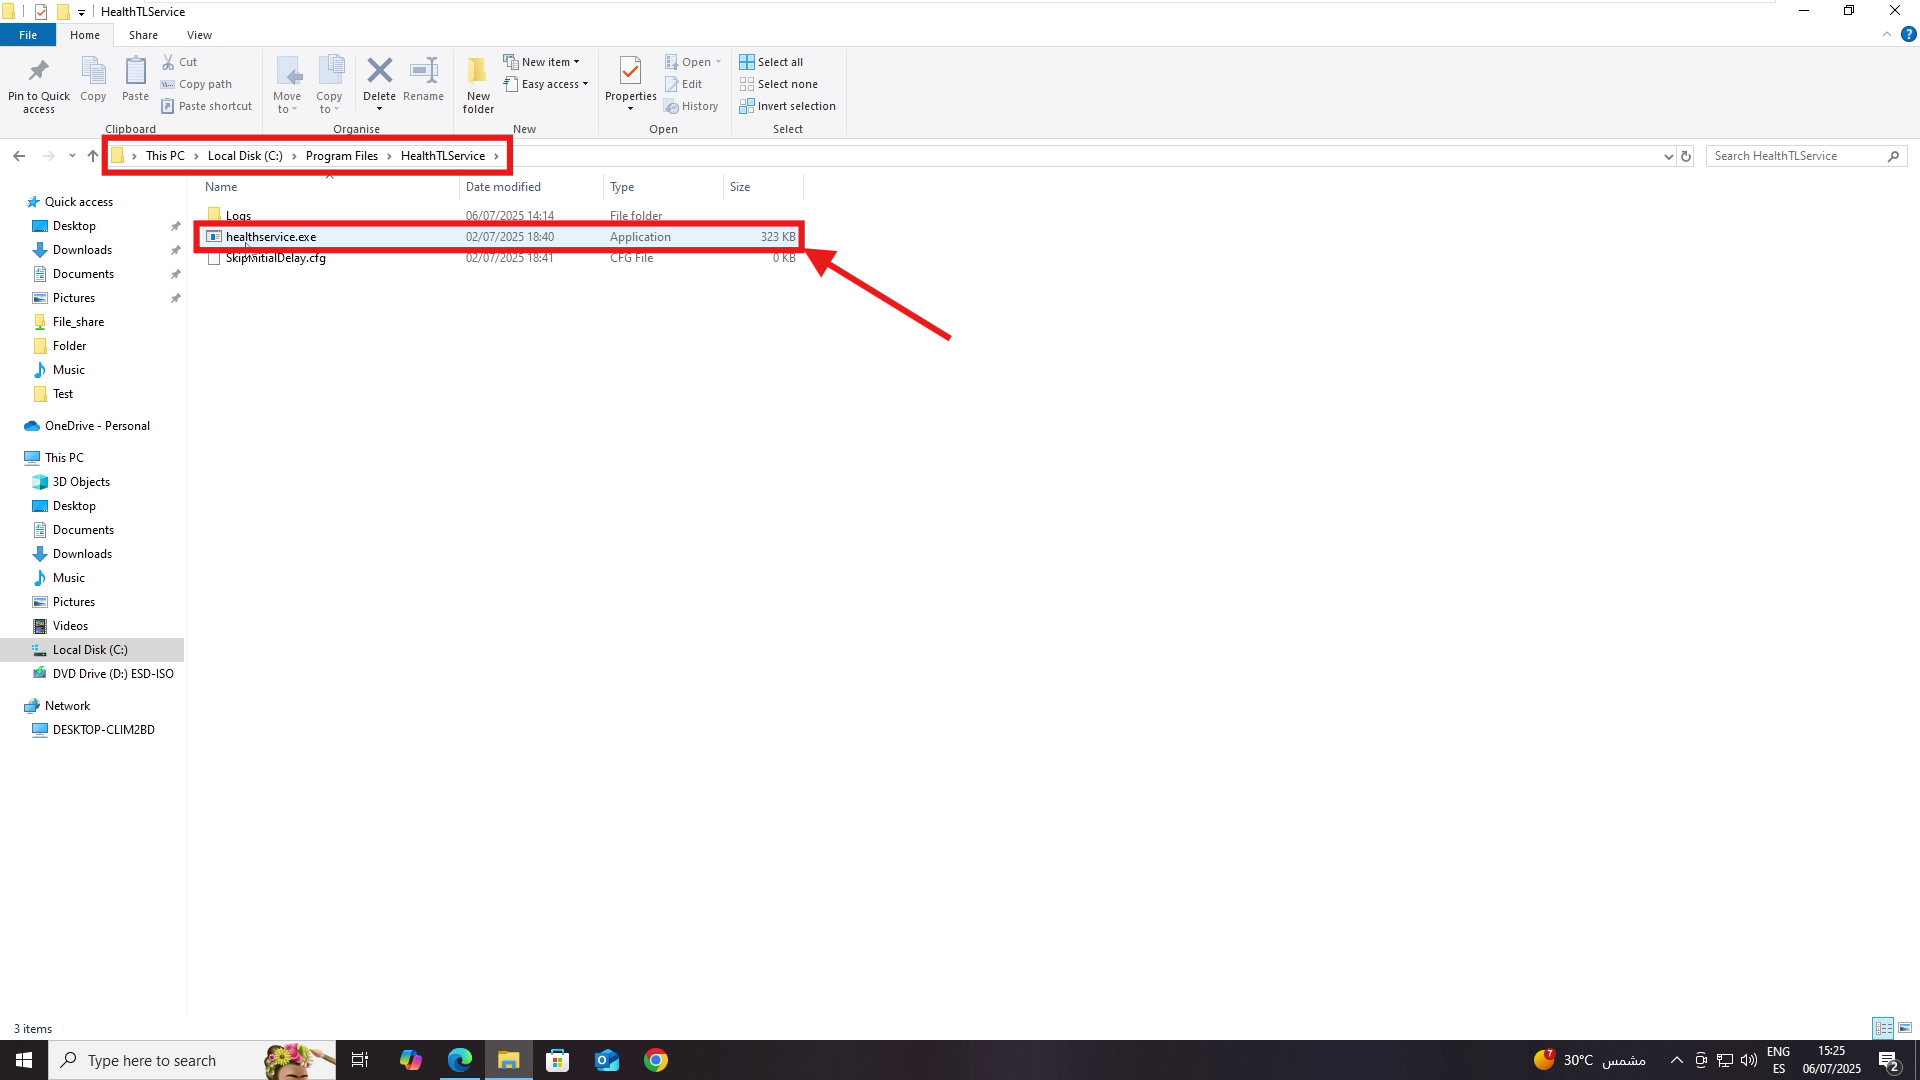 HealthTLService
File Home Share View
Pin to Quick access
Copy
Paste
Cut
Copy path
Paste shortcut
Clipboard
Move to
Copy to
Delete
Rename
Organise
New folder
New item
Easy access
New
Properties
Open
Edit
History
Open
Select all
Select none
Invert selection
Select
This PC > Local Disk (C:) > Program Files > HealthTLService >
Search HealthTLService
Name Date modified Type Size
Logs 06/07/2025 14:14 File folder
healthservice.exe 02/07/2025 18:40 Application 323 KB
SkipInitialDelay.cfg 02/07/2025 18:41 CFG File 0 KB
Quick access
Desktop
Downloads
Documents
Pictures
File_share
Folder
Music
Test
OneDrive - Personal
This PC
3D Objects
Desktop
Documents
Downloads
Music
Pictures
Videos
Local Disk (C:)
DVD Drive (D:) ESD-ISO
Network
DESKTOP-CLIM2BD
3 items
Type here to search
7
30°C مشمس
ENG
ES
15:25
06/07/2025
2